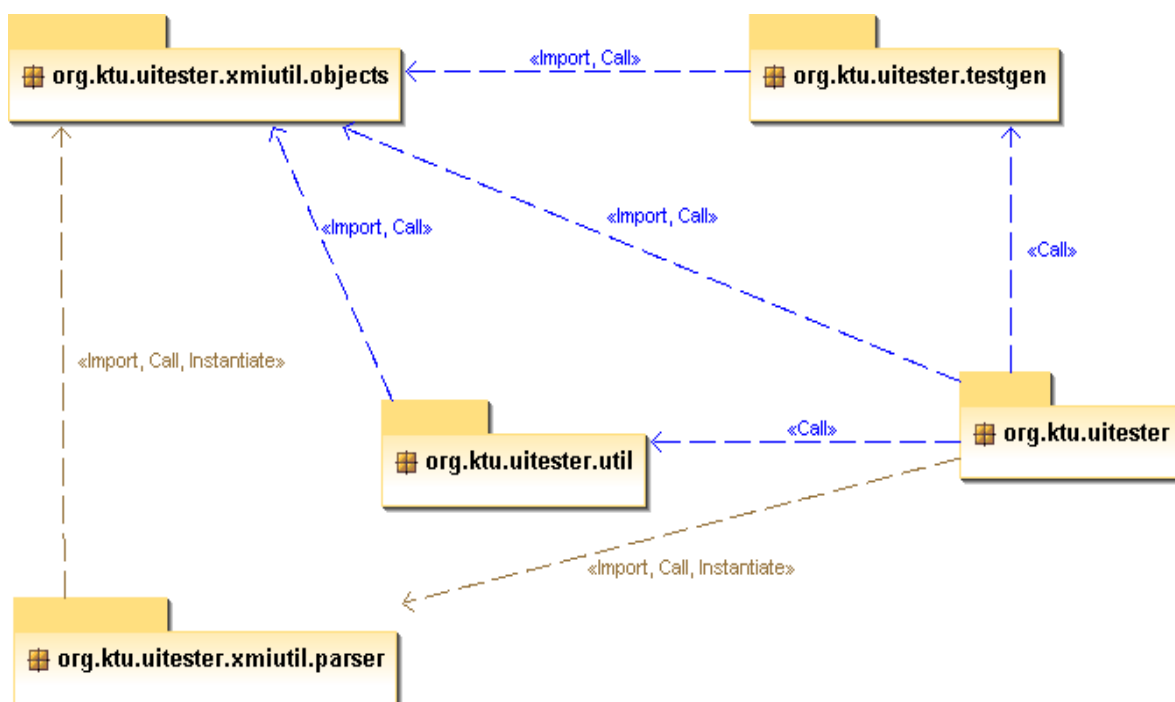 «Import, Call»
org.ktu.uitester.xmiutil.objects
org.ktu.uitester.testgen
«Import, Call»
«Import, Call»
«Call»
«Import, Call, Instantiate»
«Call»
org.ktu.uitester
org.ktu.uitester.util
«Import, Call, Instantiate»
org.ktu.uitester.xmiutil.parser